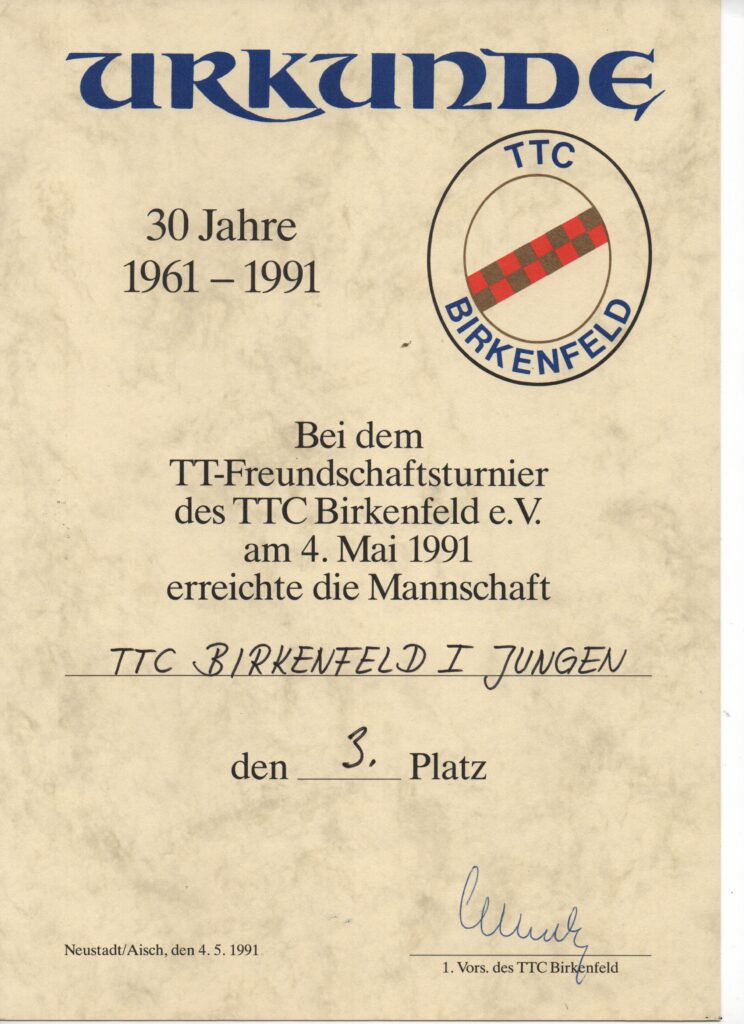 URKUNDE
TTC
BIRKENFELD
30 Jahre
1961 – 1991
Bei dem
TT-Freundschaftsturnier
des TTC Birkenfeld e.V.
am 4. Mai 1991
erreichte die Mannschaft
TTC BIRKENFELD I JUNGEN
den 3. Platz
Neustadt/Aisch, den 4. 5. 1991
1. Vors. des TTC Birkenfeld